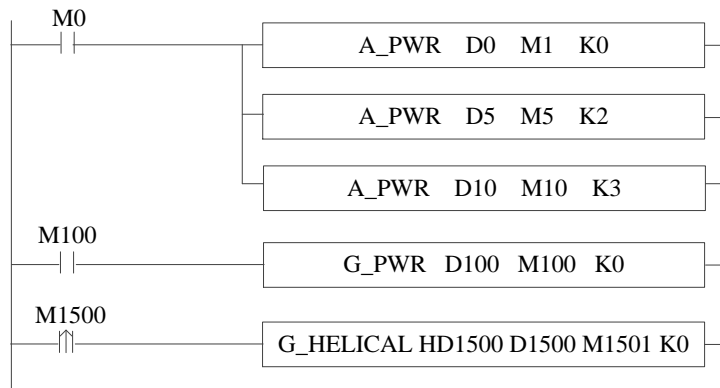 M0
A_PWR D0 M1 K0
A_PWR D5 M5 K2
A_PWR D10 M10 K3
M100
G_PWR D100 M100 K0
M1500
G_HELICAL HD1500 D1500 M1501 K0